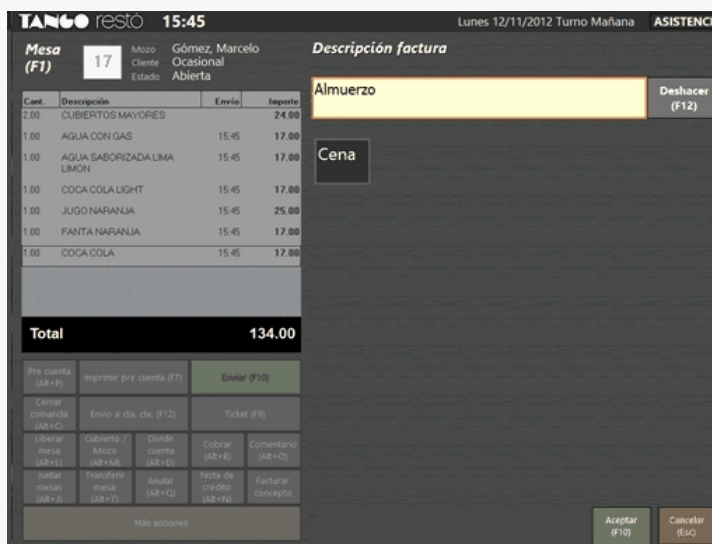 TANGO restó 15:45 Lunes 12/11/2012 Turno Mañana ASISTENCI
Mesa (F1)
17
Mozo Gómez, Marcelo
Cliente Ocasional
Estado Abierta
Descripción factura
Almuerzo
Deshacer (F12)
Cena
Cant. Descripción Envío Importe
2.00 CUBIERTOS MAYORES 24.00
1.00 AGUA CON GAS 15:45 17.00
1.00 AGUA SABORIZADA LIMA 15:45 17.00
LIMON
1.00 COCA COLA LIGHT 15:45 17.00
1.00 JUGO NARANJA 15:45 25.00
1.00 FANTA NARANJA 15:45 17.00
1.00 COCA COLA 15:45 17.00
Total 134.00
Pre cuenta (Alt+P)
Imprimir pre cuenta (F7)
Enviar (F10)
Cerrar comanda (Alt+C)
Envío a cta. cte. (F12)
Ticket (F9)
Liberar mesa (Alt+L)
Cubierto / Mozo (Alt+M)
Dividir cuenta (Alt+D)
Cobrar (Alt+B)
Comentario (Alt+O)
Juntar mesas (Alt+J)
Transferir mesa (Alt+T)
Anular (Alt+Q)
Nota de crédito (Alt+N)
Facturar concepto
Más acciones
Aceptar (F10)
Cancelar (Esc)